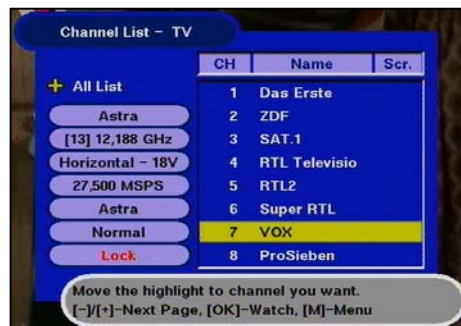 Channel List - TV
CH Name Scr.
+ All List
Astra
[13] 12,188 GHz
Horizontal - 18V
27,500 MSPS
Astra
Normal
Lock
1 Das Erste
2 ZDF
3 SAT.1
4 RTL Televisio
5 RTL2
6 Super RTL
7 VOX
8 ProSieben
Move the highlight to channel you want.
[-]/[+]-Next Page, [OK]-Watch, [M]-Menu